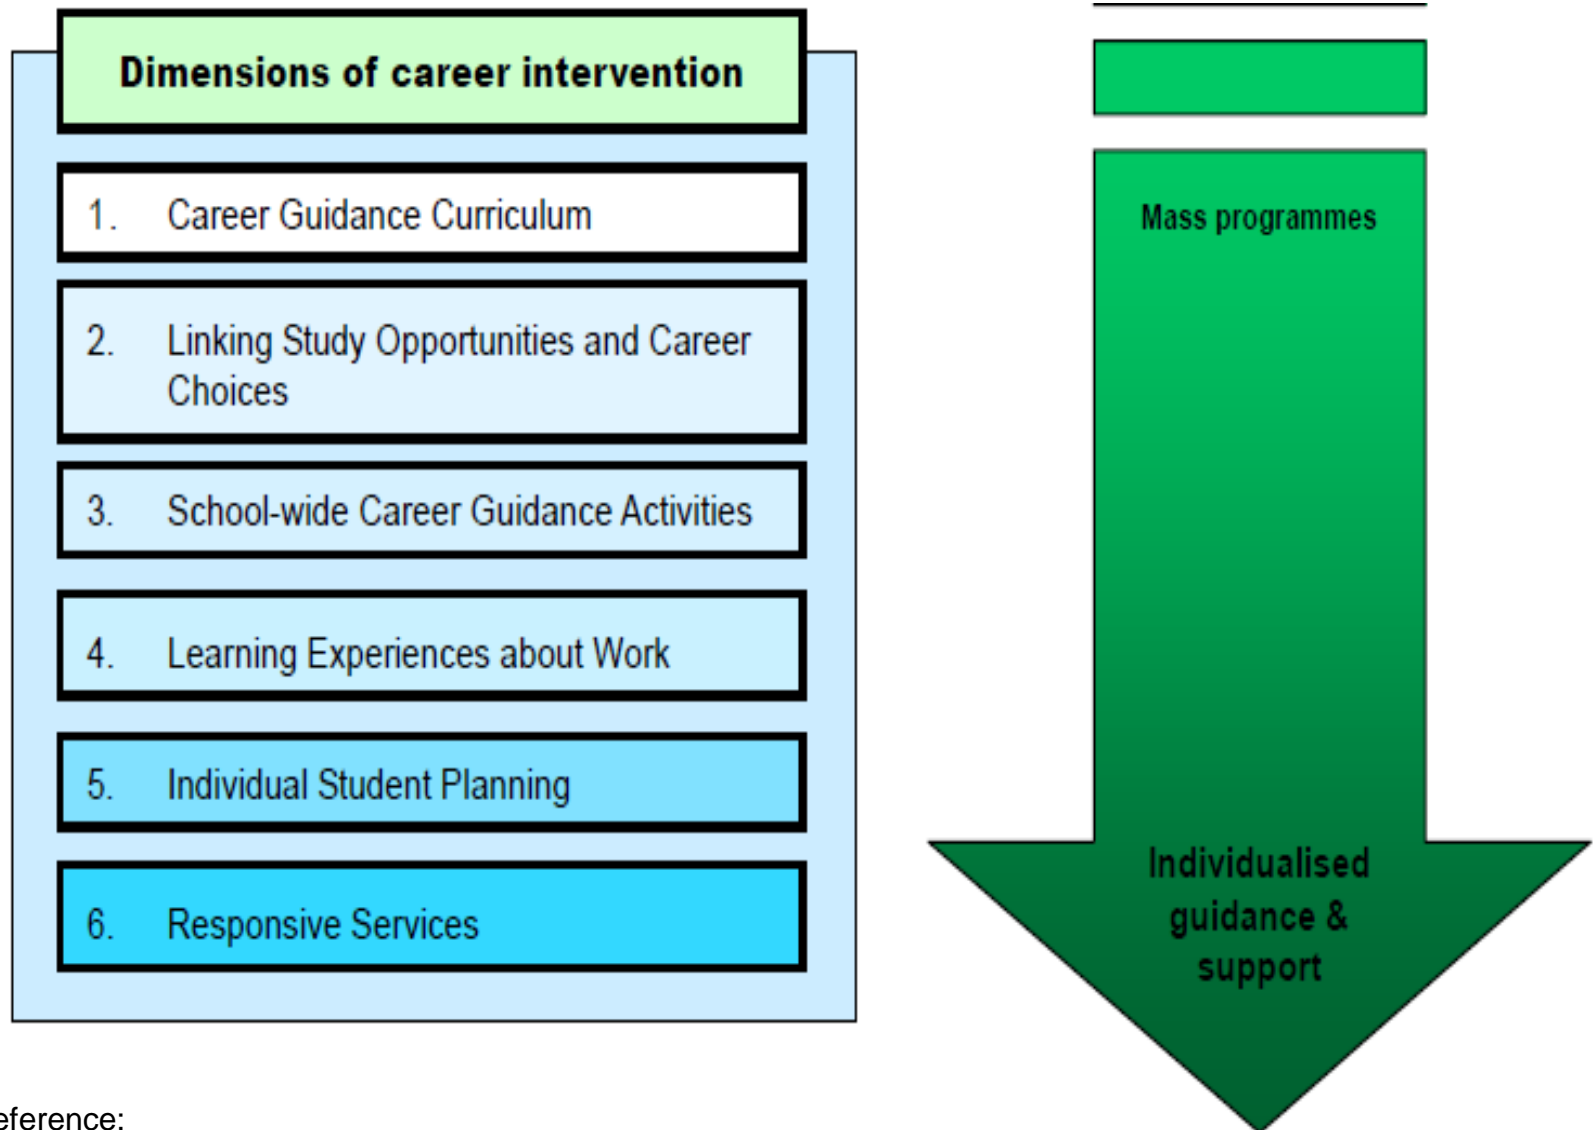 Dimensions of career intervention
1. Career Guidance Curriculum
2. Linking Study Opportunities and Career
Choices
3. School-wide Career Guidance Activities
4. Learning Experiences about Work
5. Individual Student Planning
6. Responsive Services
Mass programmes
Individualised
guidance &
support
eference: